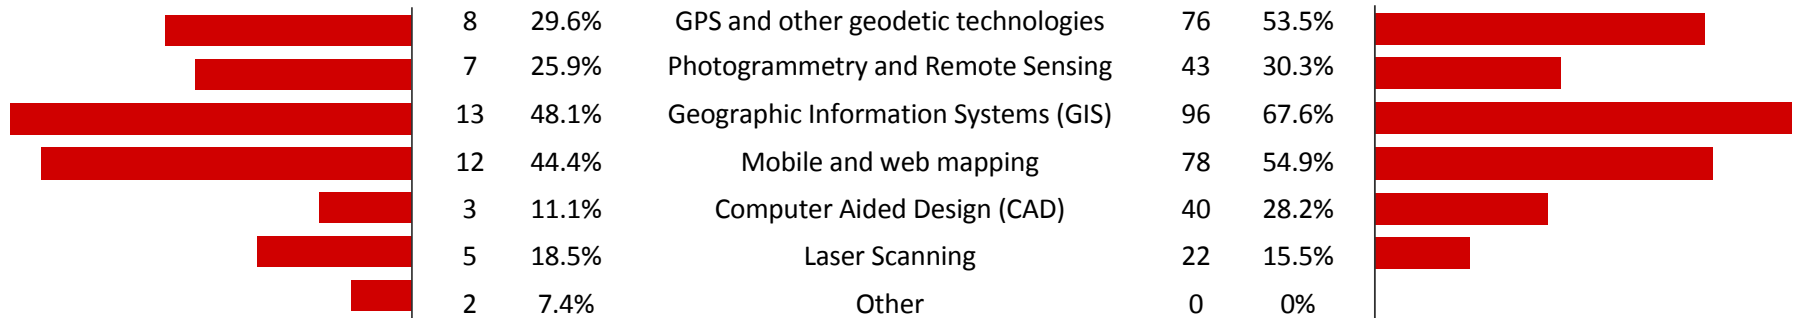 8 29.6% GPS and other geodetic technologies 76 53.5%
7 25.9% Photogrammetry and Remote Sensing 43 30.3%
13 48.1% Geographic Information Systems (GIS) 96 67.6%
12 44.4% Mobile and web mapping 78 54.9%
3 11.1% Computer Aided Design (CAD) 40 28.2%
5 18.5% Laser Scanning 22 15.5%
2 7.4% Other 0 0%